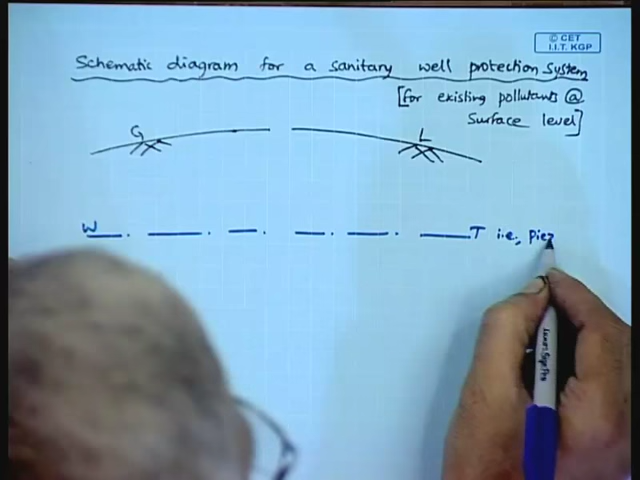 © CET
I.I.T. KGP
Schematic diagram for a sanitary well protection system
[for existing pollutants @
Surface level]
G L
W T i.e., piez